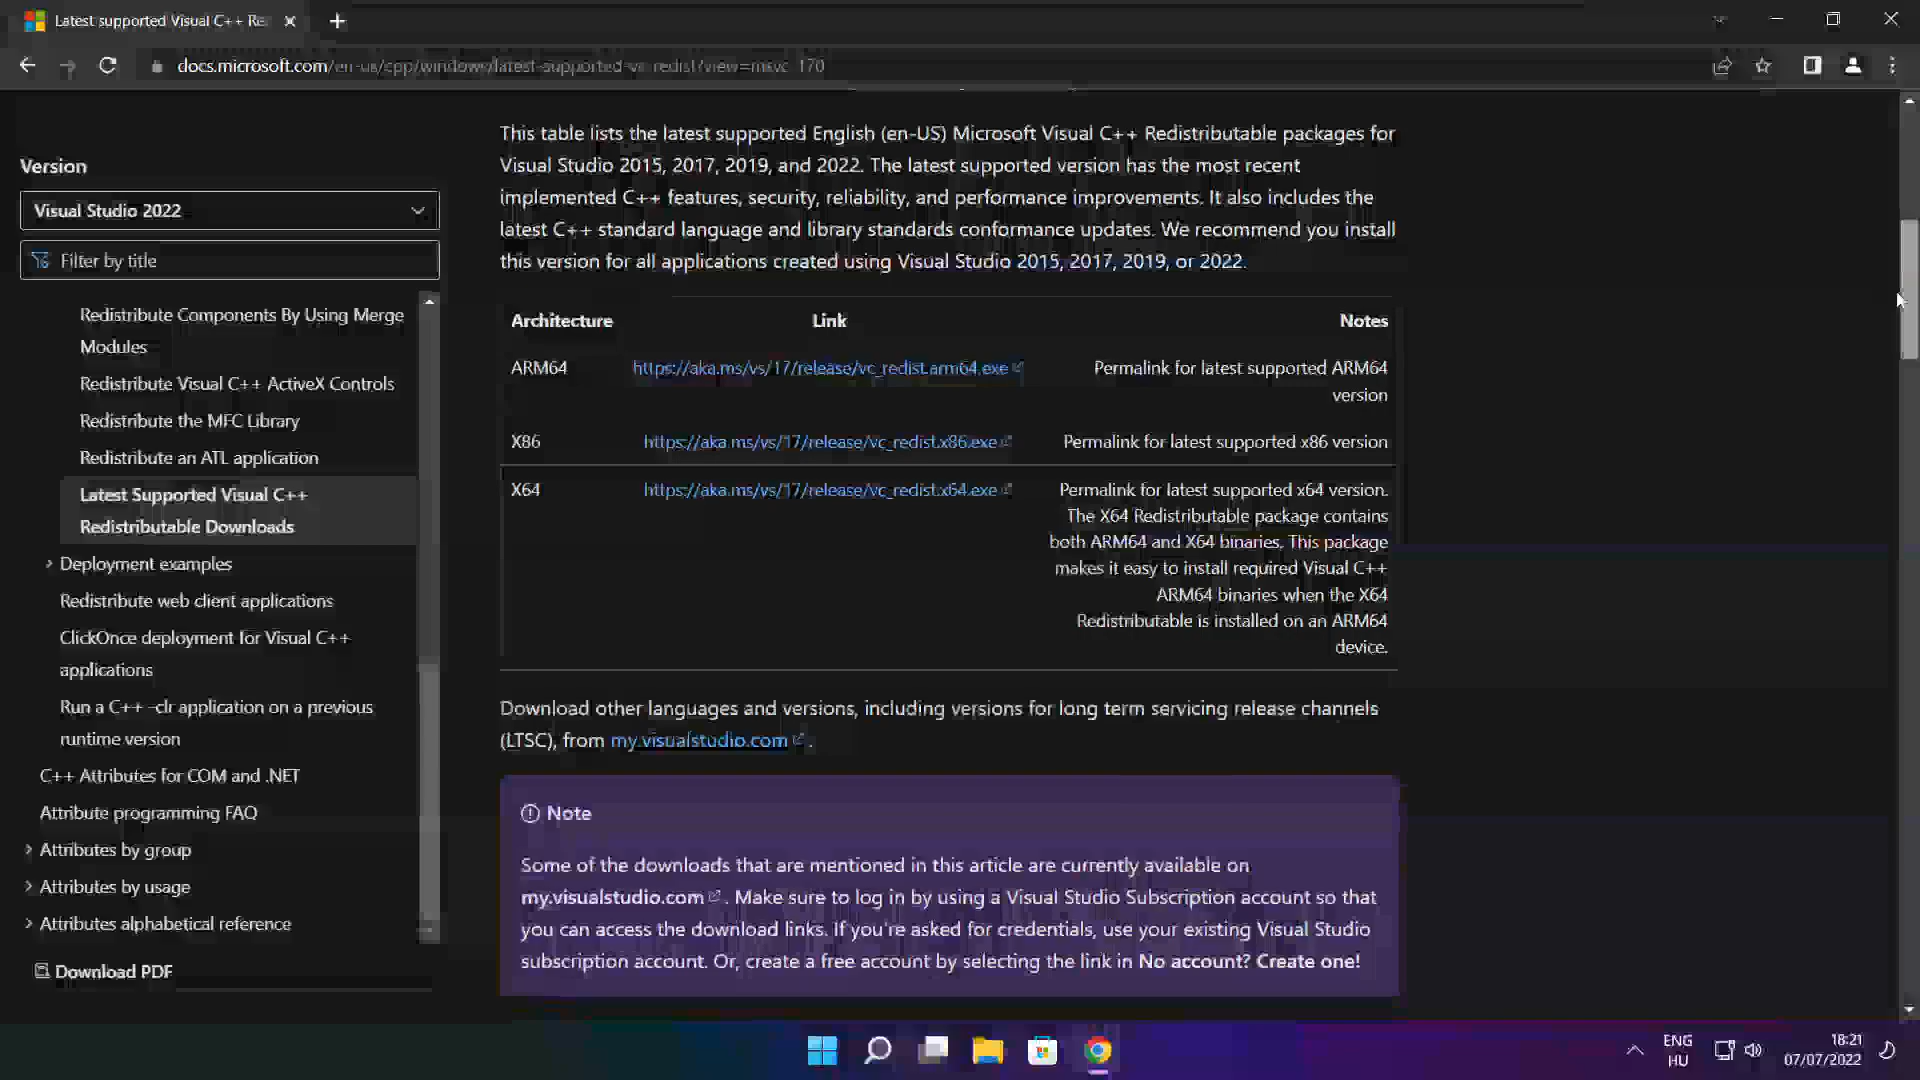 Latest supported Visual C++ Re
docs.microsoft.com/en-us/cpp/windows/latest-supported-vc_redist?view=msvc-170
Version
Visual Studio 2022
Filter by title
Redistribute Components By Using Merge
Modules
Redistribute Visual C++ ActiveX Controls
Redistribute the MFC Library
Redistribute an ATL application
Latest Supported Visual C++
Redistributable Downloads
Deployment examples
Redistribute web client applications
ClickOnce deployment for Visual C++
applications
Run a C++ -clr application on a previous
runtime version
C++ Attributes for COM and .NET
Attribute programming FAQ
Attributes by group
Attributes by usage
Attributes alphabetical reference
Download PDF
This table lists the latest supported English (en-US) Microsoft Visual C++ Redistributable packages for
Visual Studio 2015, 2017, 2019, and 2022. The latest supported version has the most recent
implemented C++ features, security, reliability, and performance improvements. It also includes the
latest C++ standard language and library standards conformance updates. We recommend you install
this version for all applications created using Visual Studio 2015, 2017, 2019, or 2022.
Architecture Link Notes
ARM64 https://aka.ms/vs/17/release/vc_redist.arm64.exe Permalink for latest supported ARM64
version
X86 https://aka.ms/vs/17/release/vc_redist.x86.exe Permalink for latest supported x86 version
X64 https://aka.ms/vs/17/release/vc_redist.x64.exe Permalink for latest supported x64 version.
The X64 Redistributable package contains
both ARM64 and X64 binaries. This package
makes it easy to install required Visual C++
ARM64 binaries when the X64
Redistributable is installed on an ARM64
device.
Download other languages and versions, including versions for long term servicing release channels
(LTSC), from my.visualstudio.com .
Note
Some of the downloads that are mentioned in this article are currently available on
my.visualstudio.com . Make sure to log in by using a Visual Studio Subscription account so that
you can access the download links. If you're asked for credentials, use your existing Visual Studio
subscription account. Or, create a free account by selecting the link in No account? Create one!
ENG
HU
18:21
07/07/2022